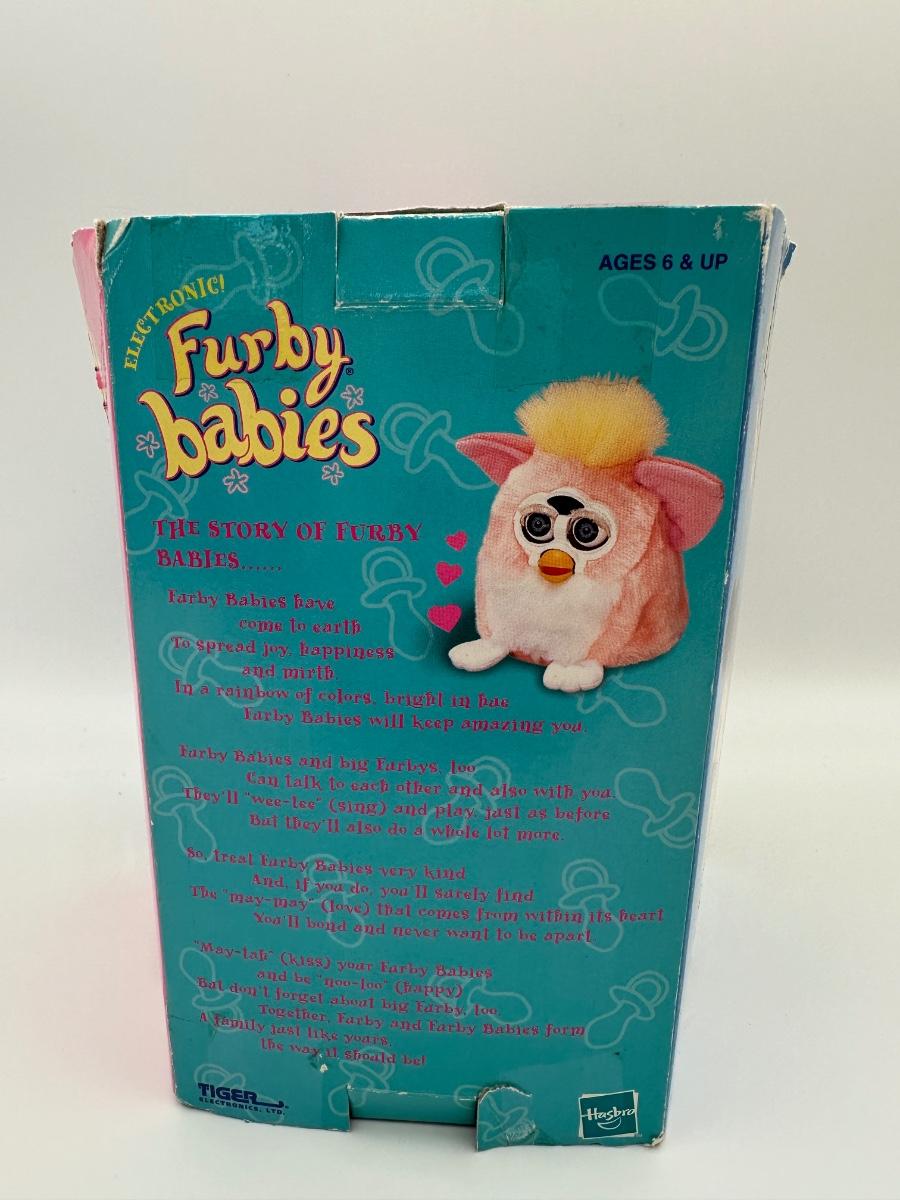 AGES 6 & UP
ELECTRONIC!
Furby®
babies
THE STORY OF FURBY
BABIES......
Furby Babies have
come to earth
To spread joy, happiness
and mirth.
In a rainbow of colors, bright in hue
Furby Babies will keep amazing you.
Furby Babies and big Furbys, too
Can talk to each other and also with you.
They'll "wee-tee" (sing) and play, just as before
But they'll also do a whole lot more.
So, treat Furby Babies very kind
And, if you do, you'll surely find
The "may-may" (love) that comes from within its heart
You'll bond and never want to be apart.
"May-tah" (kiss) your Furby Babies
and be "noo-loo" (happy)
But don't forget about big Furby, too.
Together, Furby and Furby Babies form
A family just like yours,
the way it should be!
TIGER
ELECTRONICS, LTD.
Hasbro